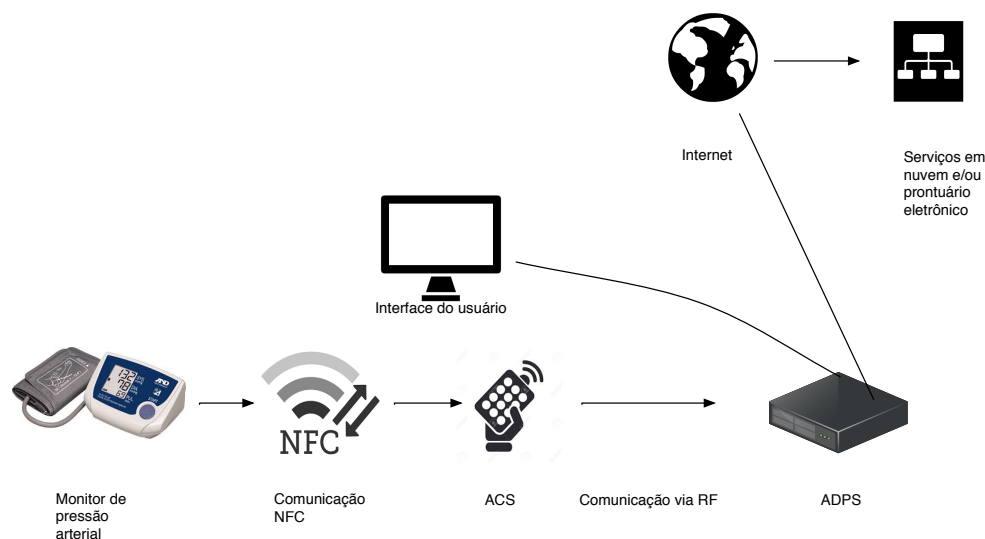 Internet
Serviços em
nuvem e/ou
prontuário
eletrônico
Interface do usuário
NFC
Monitor de
pressão
arterial
Comunicação
NFC
ACS
Comunicação via RF
ADPS